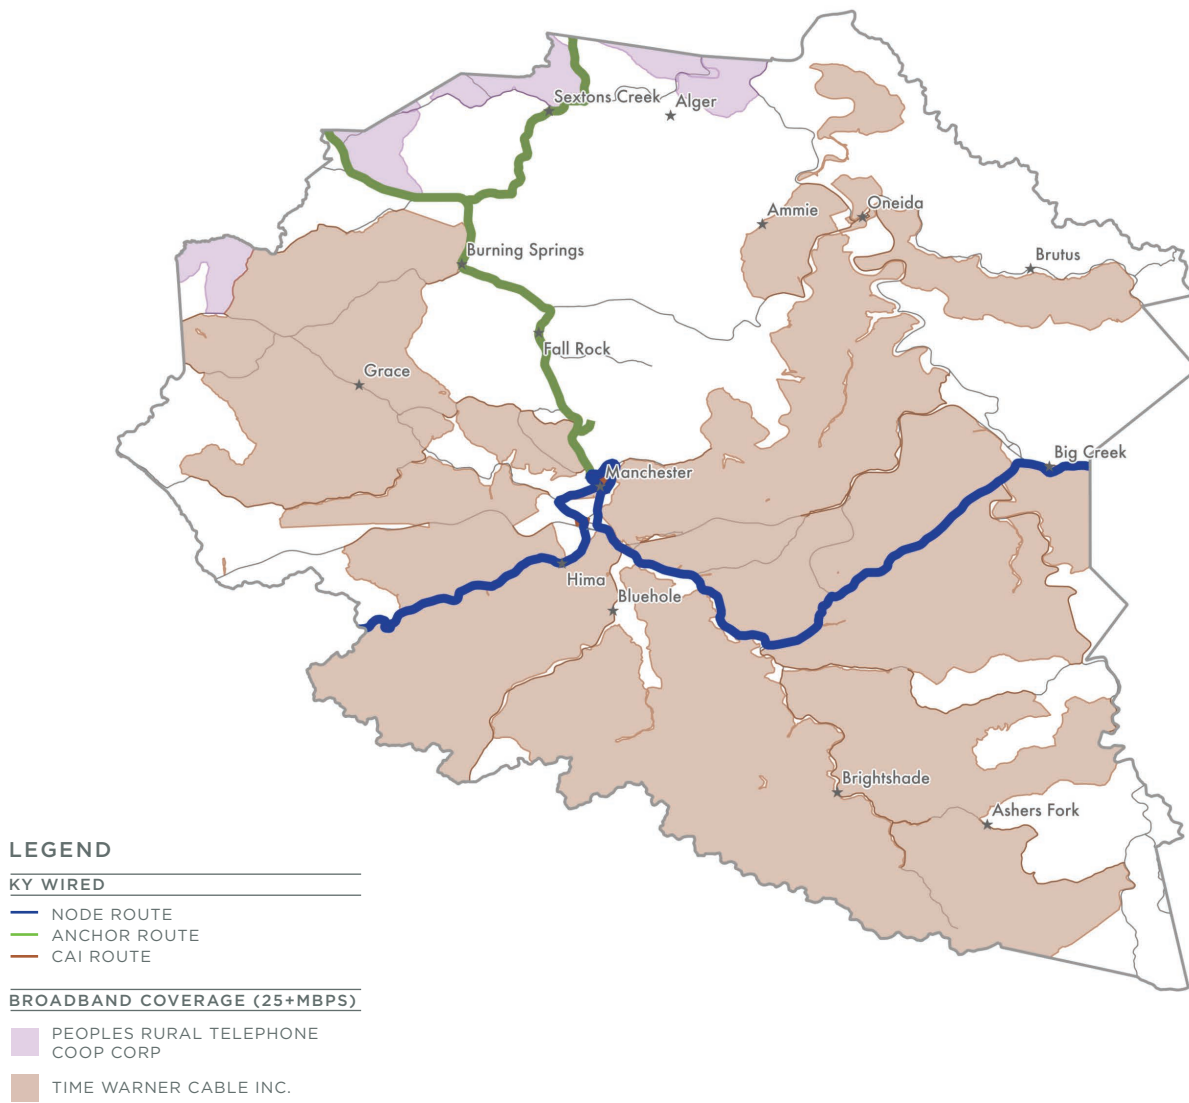 Sextons Creek
Alger
Ammie
Oneida
Burning Springs
Brutus
Fall Rock
Grace
Big Creek
Manchester
Hima
Bluehole
Brightshade
Ashers Fork
LEGEND
KY WIRED
NODE ROUTE
ANCHOR ROUTE
CAI ROUTE
BROADBAND COVERAGE (25+MBPS)
PEOPLES RURAL TELEPHONE
COOP CORP
TIME WARNER CABLE INC.